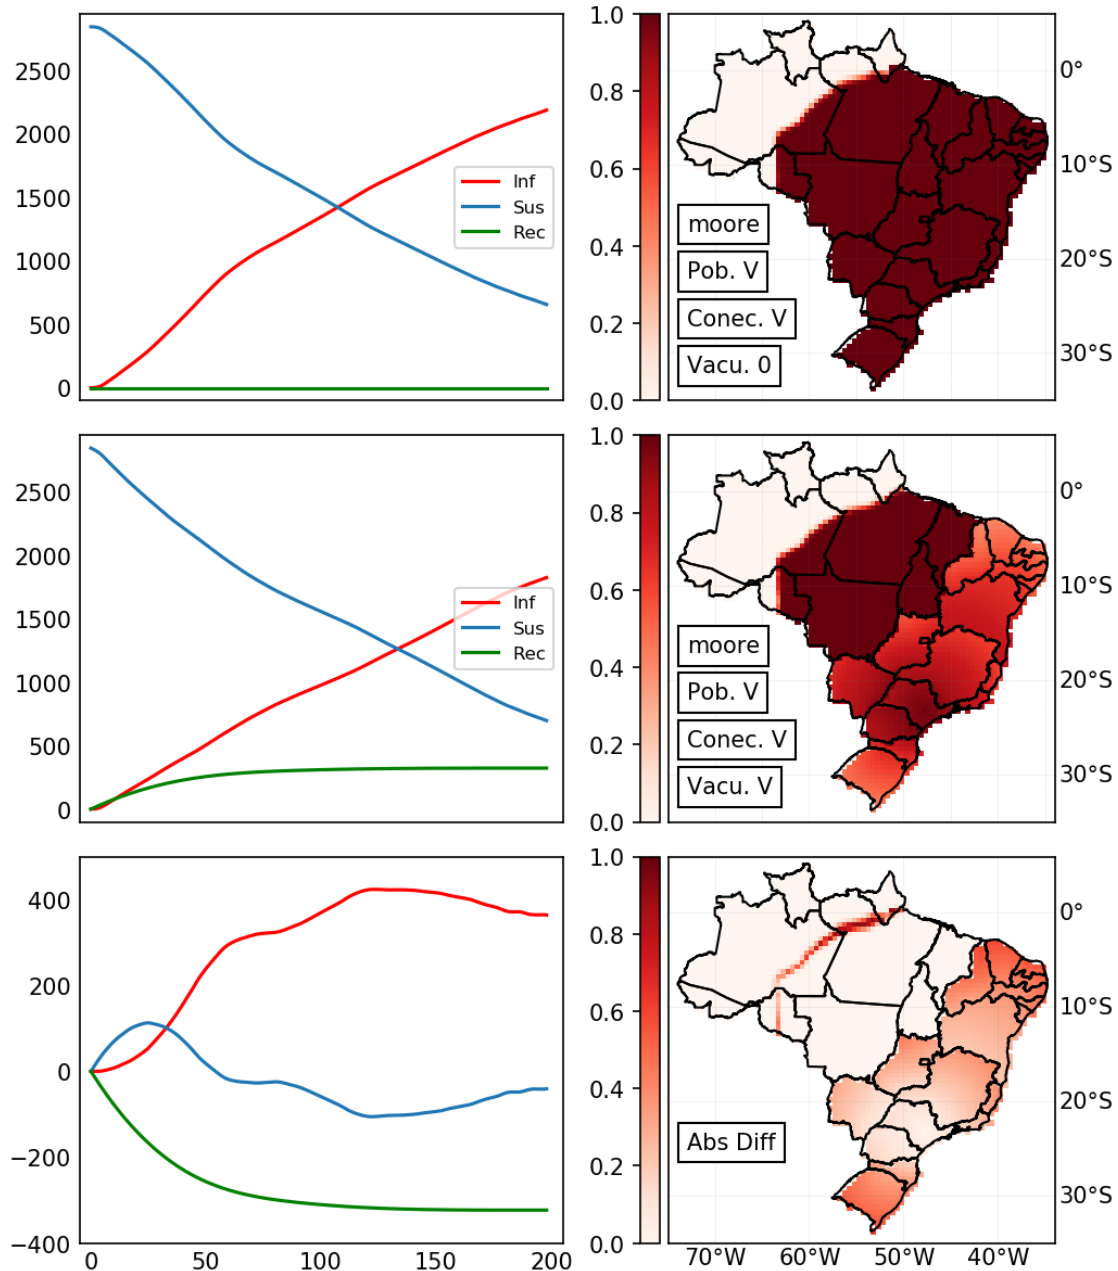 2500
2000
1500
1000
500
0
Inf
Sus
Rec
1.0
0.8
0.6
0.4
0.2
0.0
moore
Pob. V
Conec. V
Vacu. 0
0°
10°S
20°S
30°S
2500
2000
1500
1000
500
0
Inf
Sus
Rec
1.0
0.8
0.6
0.4
0.2
0.0
moore
Pob. V
Conec. V
Vacu. V
0°
10°S
20°S
30°S
400
200
0
−200
−400
0 50 100 150 200
1.0
0.8
0.6
0.4
0.2
0.0
Abs Diff
0°
10°S
20°S
30°S
70°W 60°W 50°W 40°W